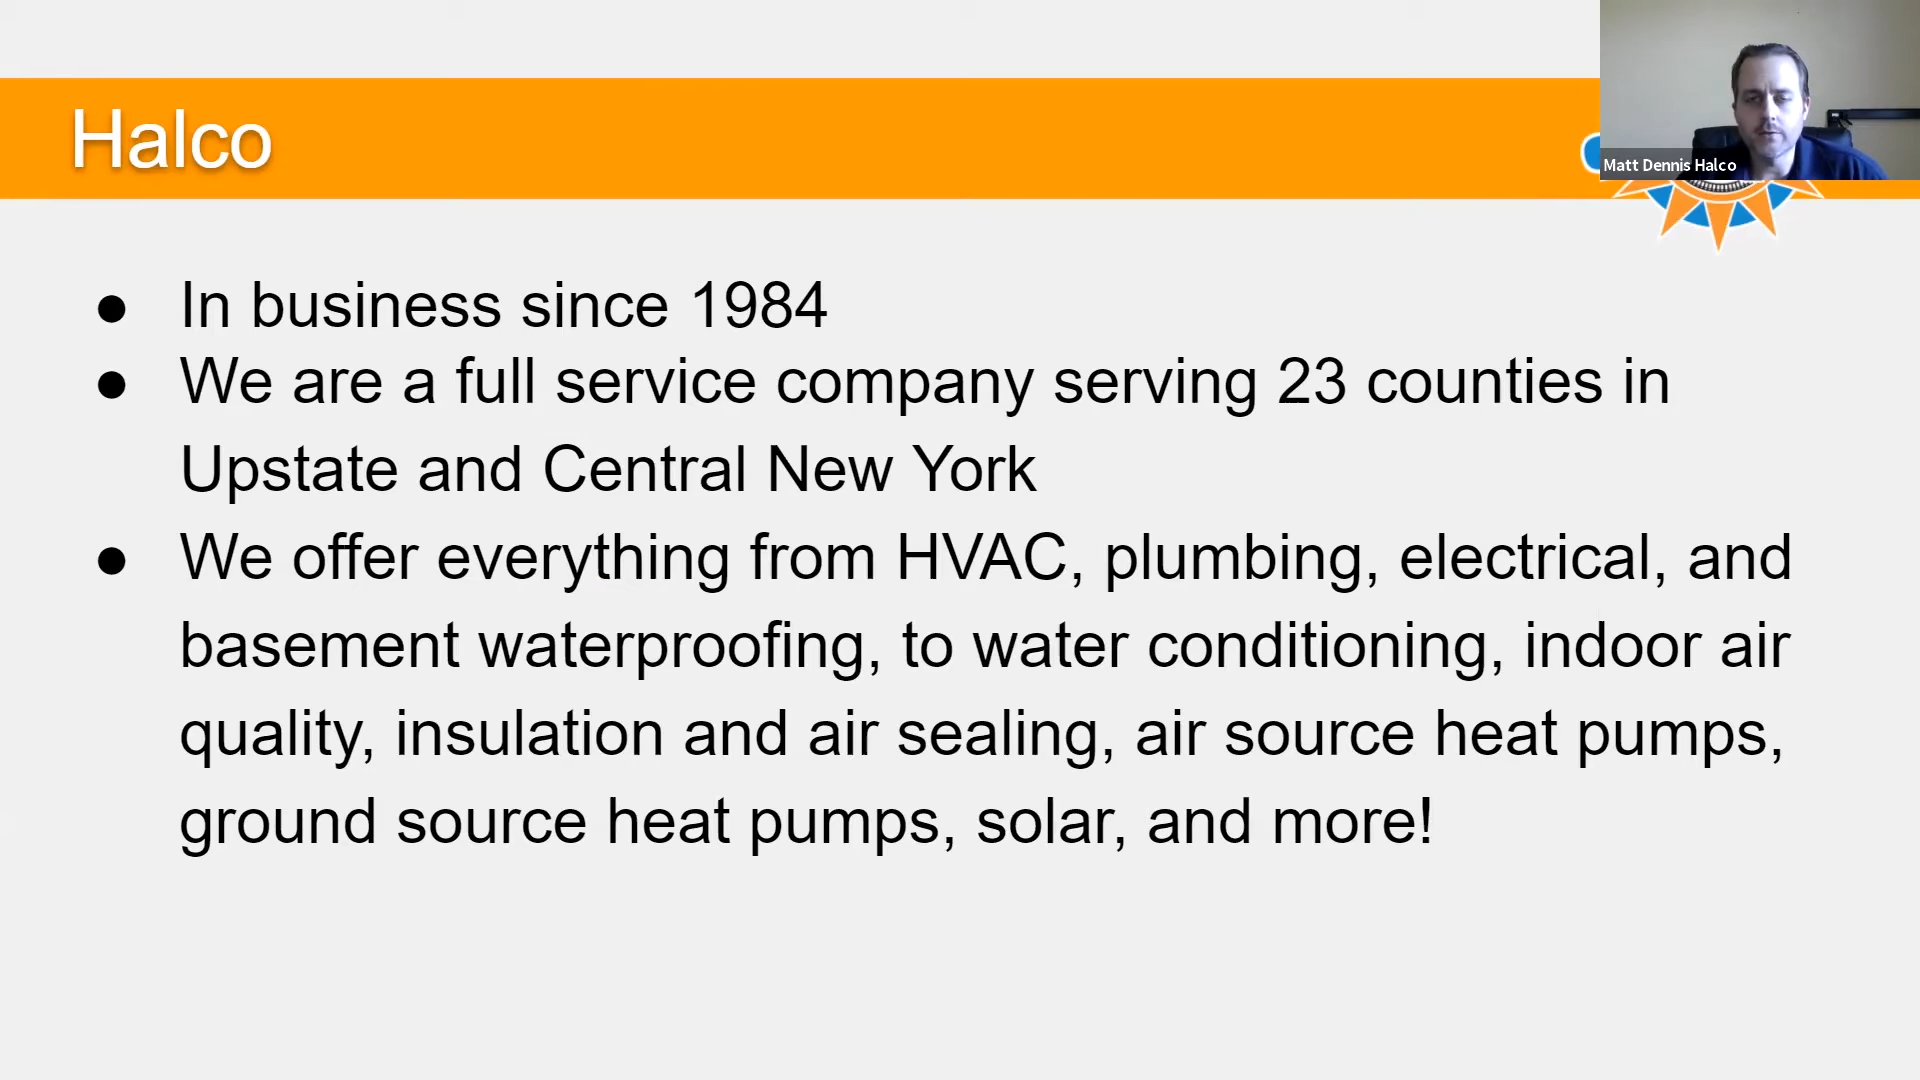 Halco
Matt Dennis Halco
● In business since 1984
● We are a full service company serving 23 counties in
Upstate and Central New York
● We offer everything from HVAC, plumbing, electrical, and
basement waterproofing, to water conditioning, indoor air
quality, insulation and air sealing, air source heat pumps,
ground source heat pumps, solar, and more!